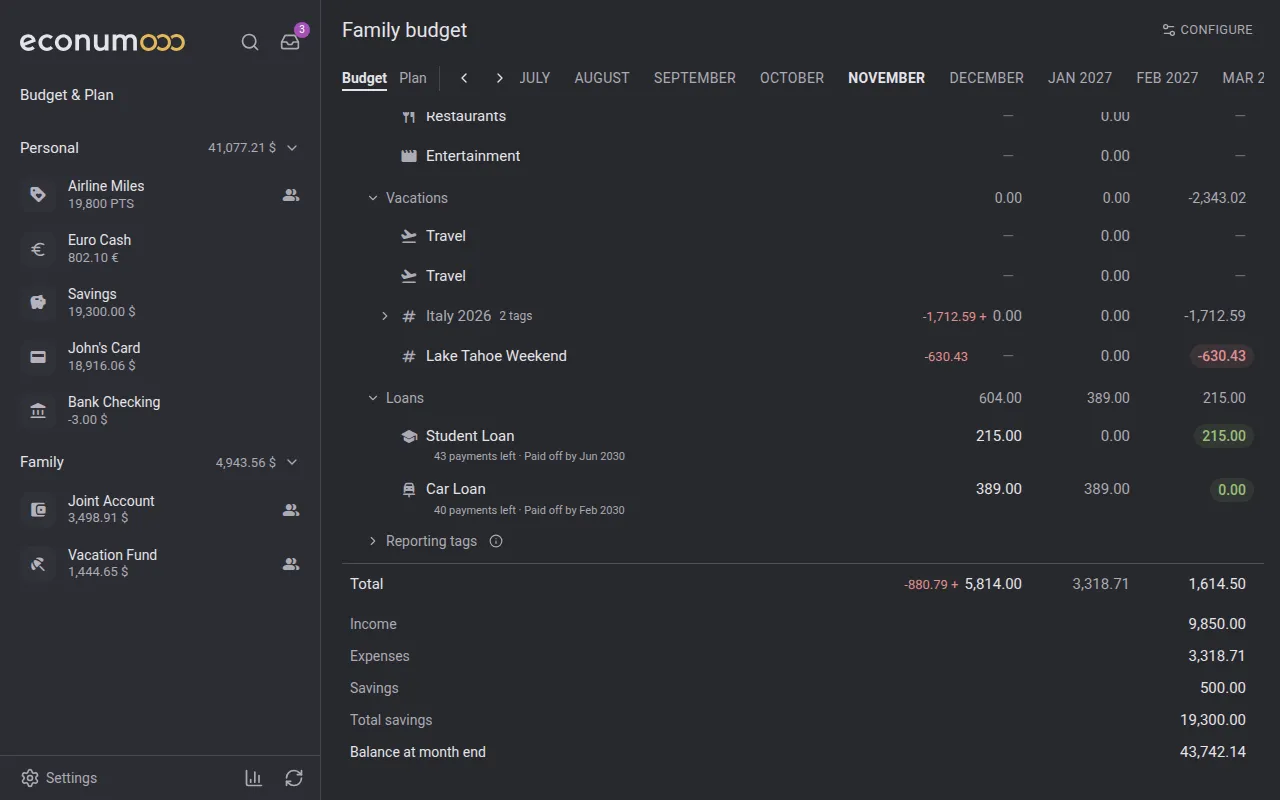 econumo
3
Budget & Plan
Personal 41,077.21 $
Airline Miles
19,800 PTS
Euro Cash
802.10 €
Savings
19,300.00 $
John's Card
18,916.06 $
Bank Checking
-3.00 $
Family 4,943.56 $
Joint Account
3,498.91 $
Vacation Fund
1,444.65 $
Settings
Family budget CONFIGURE
Budget Plan JULY AUGUST SEPTEMBER OCTOBER NOVEMBER DECEMBER JAN 2027 FEB 2027 MAR 2
Restaurants — 0.00 —
Entertainment — 0.00 —
Vacations 0.00 0.00 -2,343.02
Travel — 0.00 —
Travel — 0.00 —
# Italy 2026 2 tags -1,712.59 + 0.00 0.00 -1,712.59
# Lake Tahoe Weekend -630.43 — 0.00 -630.43
Loans 604.00 389.00 215.00
Student Loan 215.00 0.00 215.00
43 payments left · Paid off by Jun 2030
Car Loan 389.00 389.00 0.00
40 payments left · Paid off by Feb 2030
Reporting tags
Total -880.79 + 5,814.00 3,318.71 1,614.50
Income 9,850.00
Expenses 3,318.71
Savings 500.00
Total savings 19,300.00
Balance at month end 43,742.14